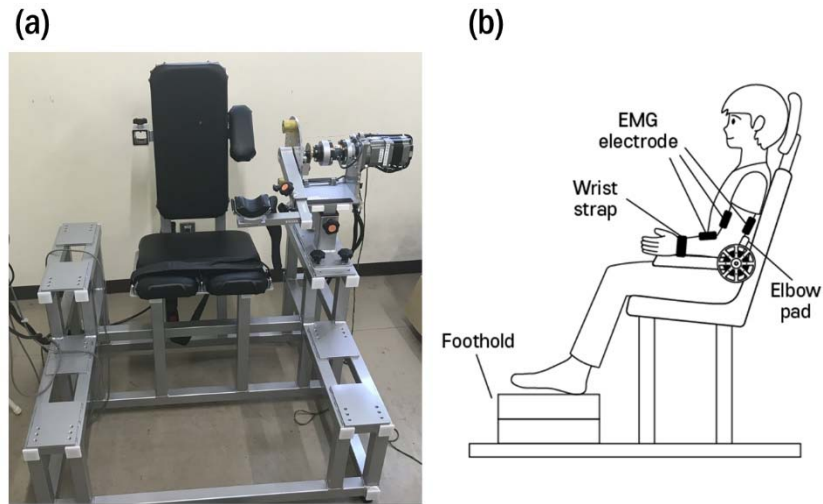 (a)
(b)
EMG
electrode
Wrist
strap
Elbow
pad
Foothold